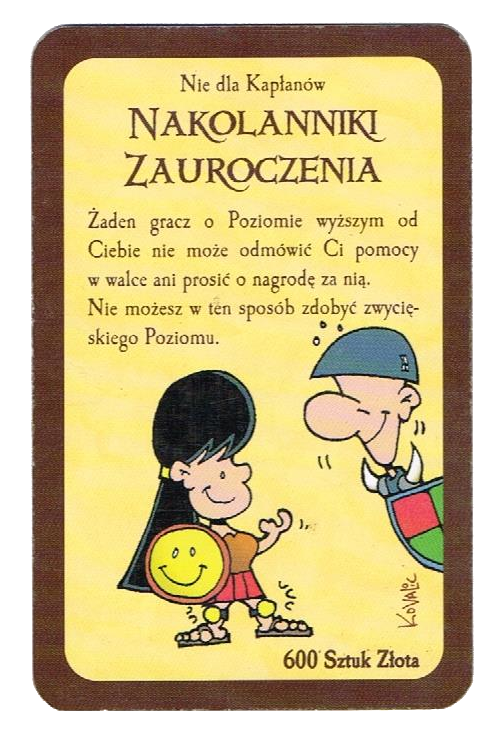 Nie dla Kapłanów
NAKOLANNIKI
ZAUROCZENIA
Żaden gracz o Poziomie wyższym od
Ciebie nie może odmówić Ci pomocy
w walce ani prosić o nagrodę za nią.
Nie możesz w ten sposób zdobyć zwycię-
skiego Poziomu.
KOVALIC
600 Sztuk Złota